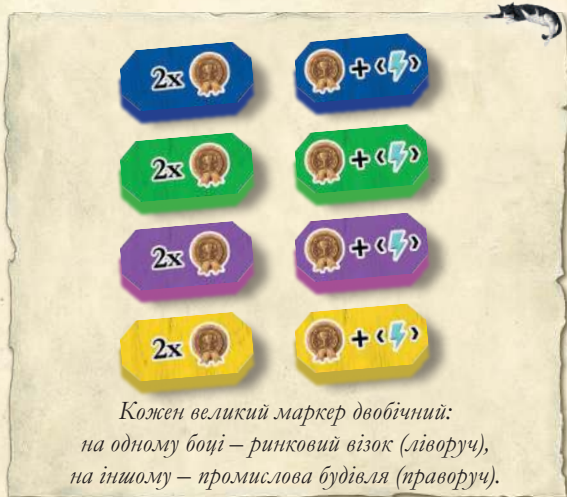 2x +‹ ›
2x +‹ ›
2x +‹ ›
2x +‹ ›
Кожен великий маркер двобічний:
на одному боці – ринковий візок (ліворуч),
на іншому – промислова будівля (праворуч).